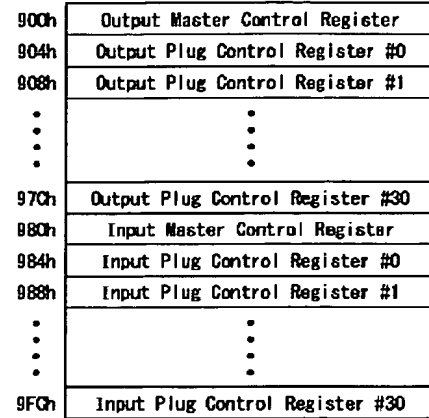 900h Output Master Control Register
904h Output Plug Control Register #0
908h Output Plug Control Register #1
97Ch Output Plug Control Register #30
980h Input Master Control Register
984h Input Plug Control Register #0
988h Input Plug Control Register #1
9FCh Input Plug Control Register #30